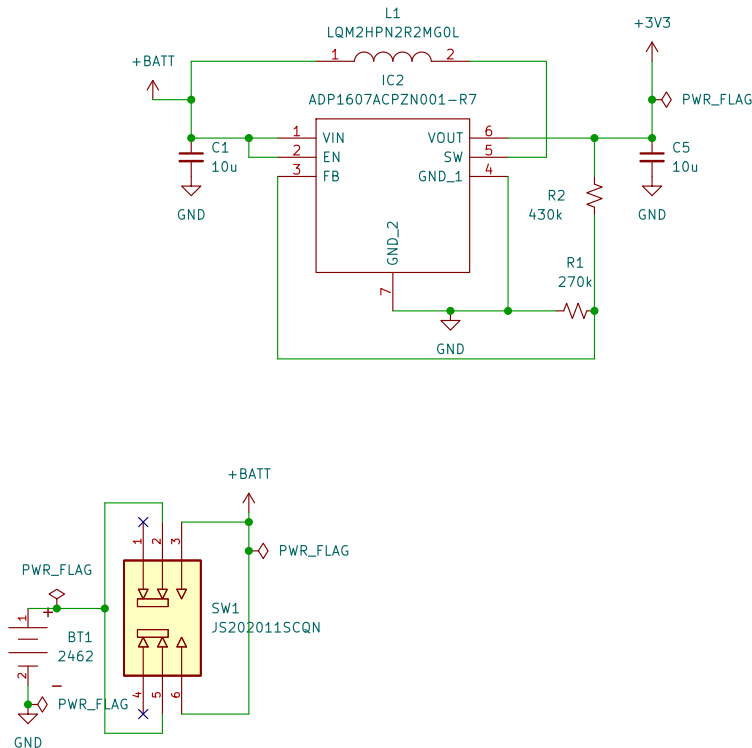 L1
LQM2HPN2R2MG0L
1
2
+3V3
+BATT
IC2
ADP1607ACPZN001-R7
PWR_FLAG
1
VIN
VOUT
6
C1
10u
2
EN
SW
5
C5
10u
3
FB
GND_1
4
GND
GND
GND_2
R2
430k
7
R1
270k
GND
+BATT
1
2
3
PWR_FLAG
PWR_FLAG
1
+
BT1
2462
SW1
JS202011SCQN
2
−
4
5
6
PWR_FLAG
GND